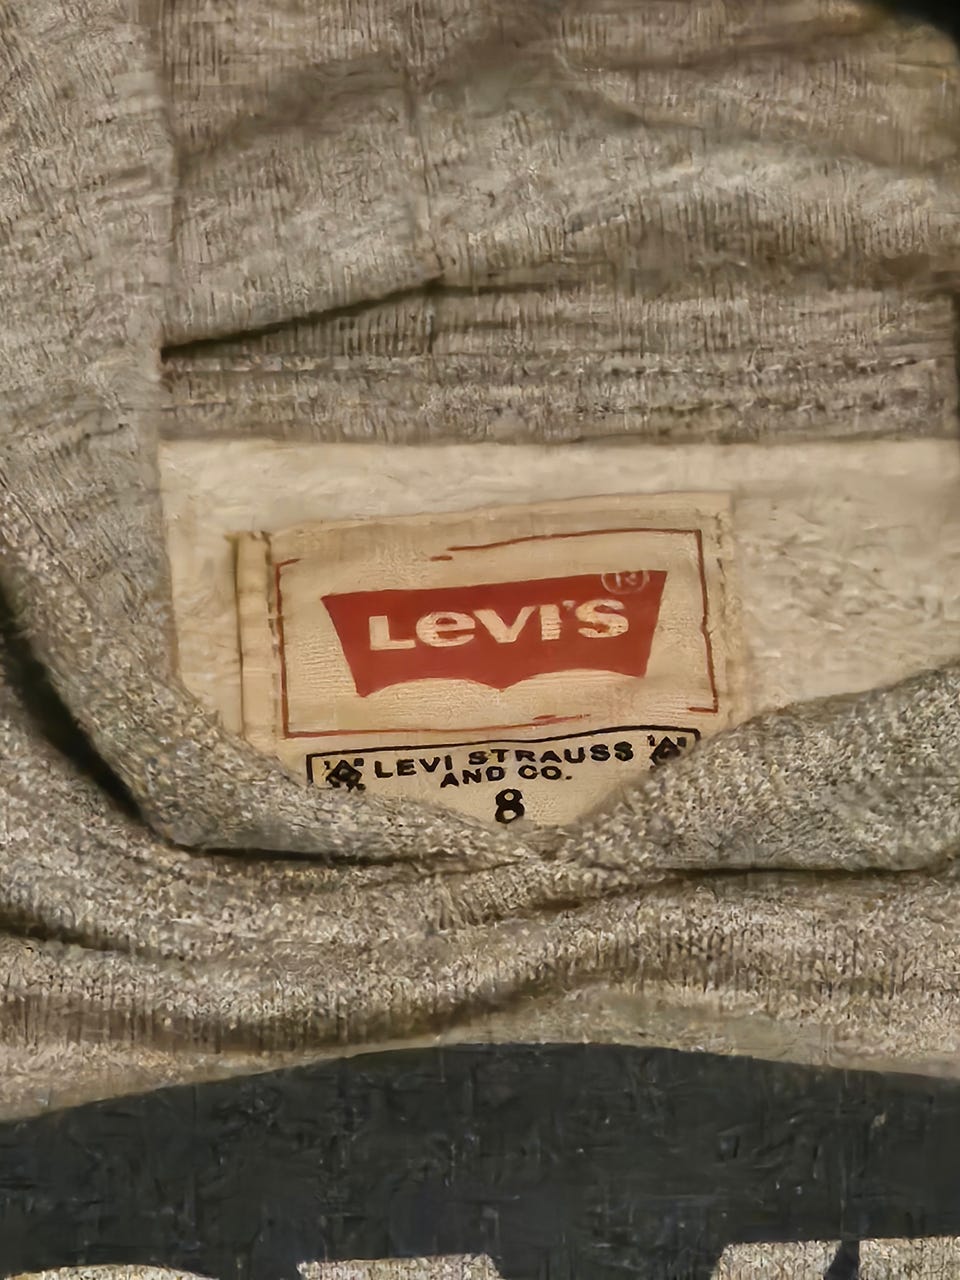 LEVI'S ®
LEVI STRAUSS
AND CO.
8